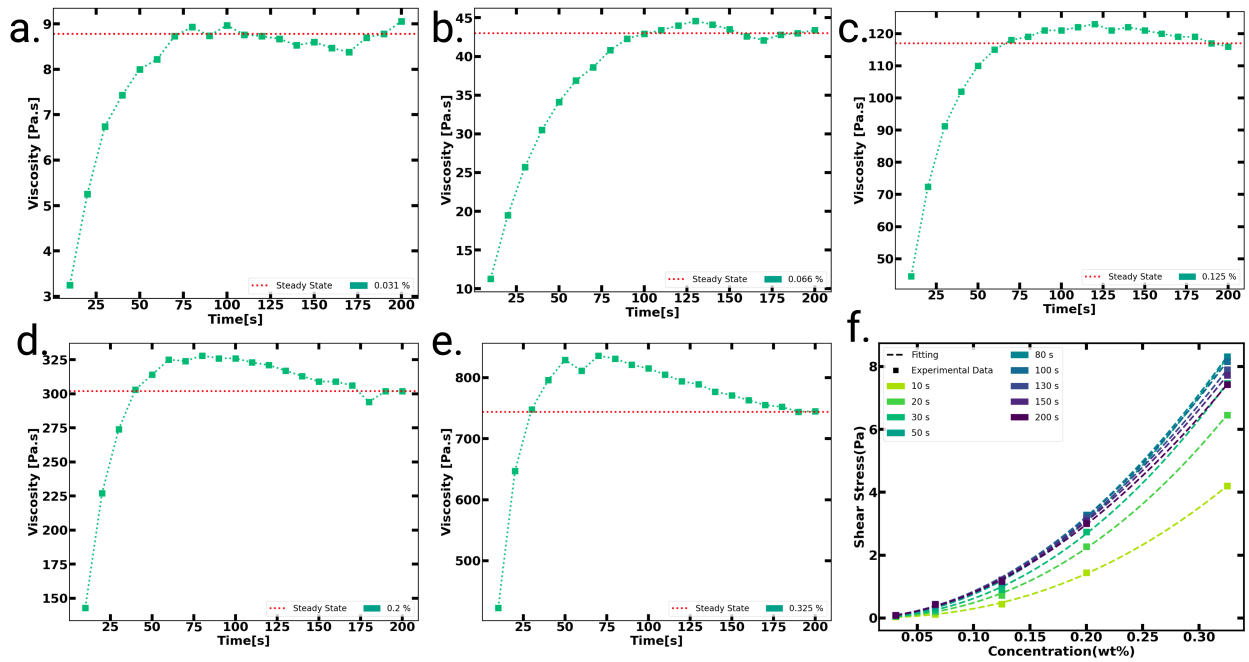 a.
9
8
7
6
5
4
3
Viscosity [Pa.s]
25 50 75 100 125 150 175 200
Time[s]
Steady State 0.031 %
b.
45
40
35
30
25
20
15
10
Viscosity [Pa.s]
25 50 75 100 125 150 175 200
Time[s]
Steady State 0.066 %
c.
120
110
100
90
80
70
60
50
Viscosity [Pa.s]
25 50 75 100 125 150 175 200
Time[s]
Steady State 0.125 %
d.
325
300
275
250
225
200
175
150
Viscosity [Pa.s]
25 50 75 100 125 150 175 200
Time[s]
Steady State 0.2 %
e.
800
700
600
500
Viscosity [Pa.s]
25 50 75 100 125 150 175 200
Time[s]
Steady State 0.325 %
f.
8
6
4
2
0
Shear Stress(Pa)
Fitting
Experimental Data
10 s
20 s
30 s
50 s
80 s
100 s
130 s
150 s
200 s
0.05 0.10 0.15 0.20 0.25 0.30
Concentration(wt%)